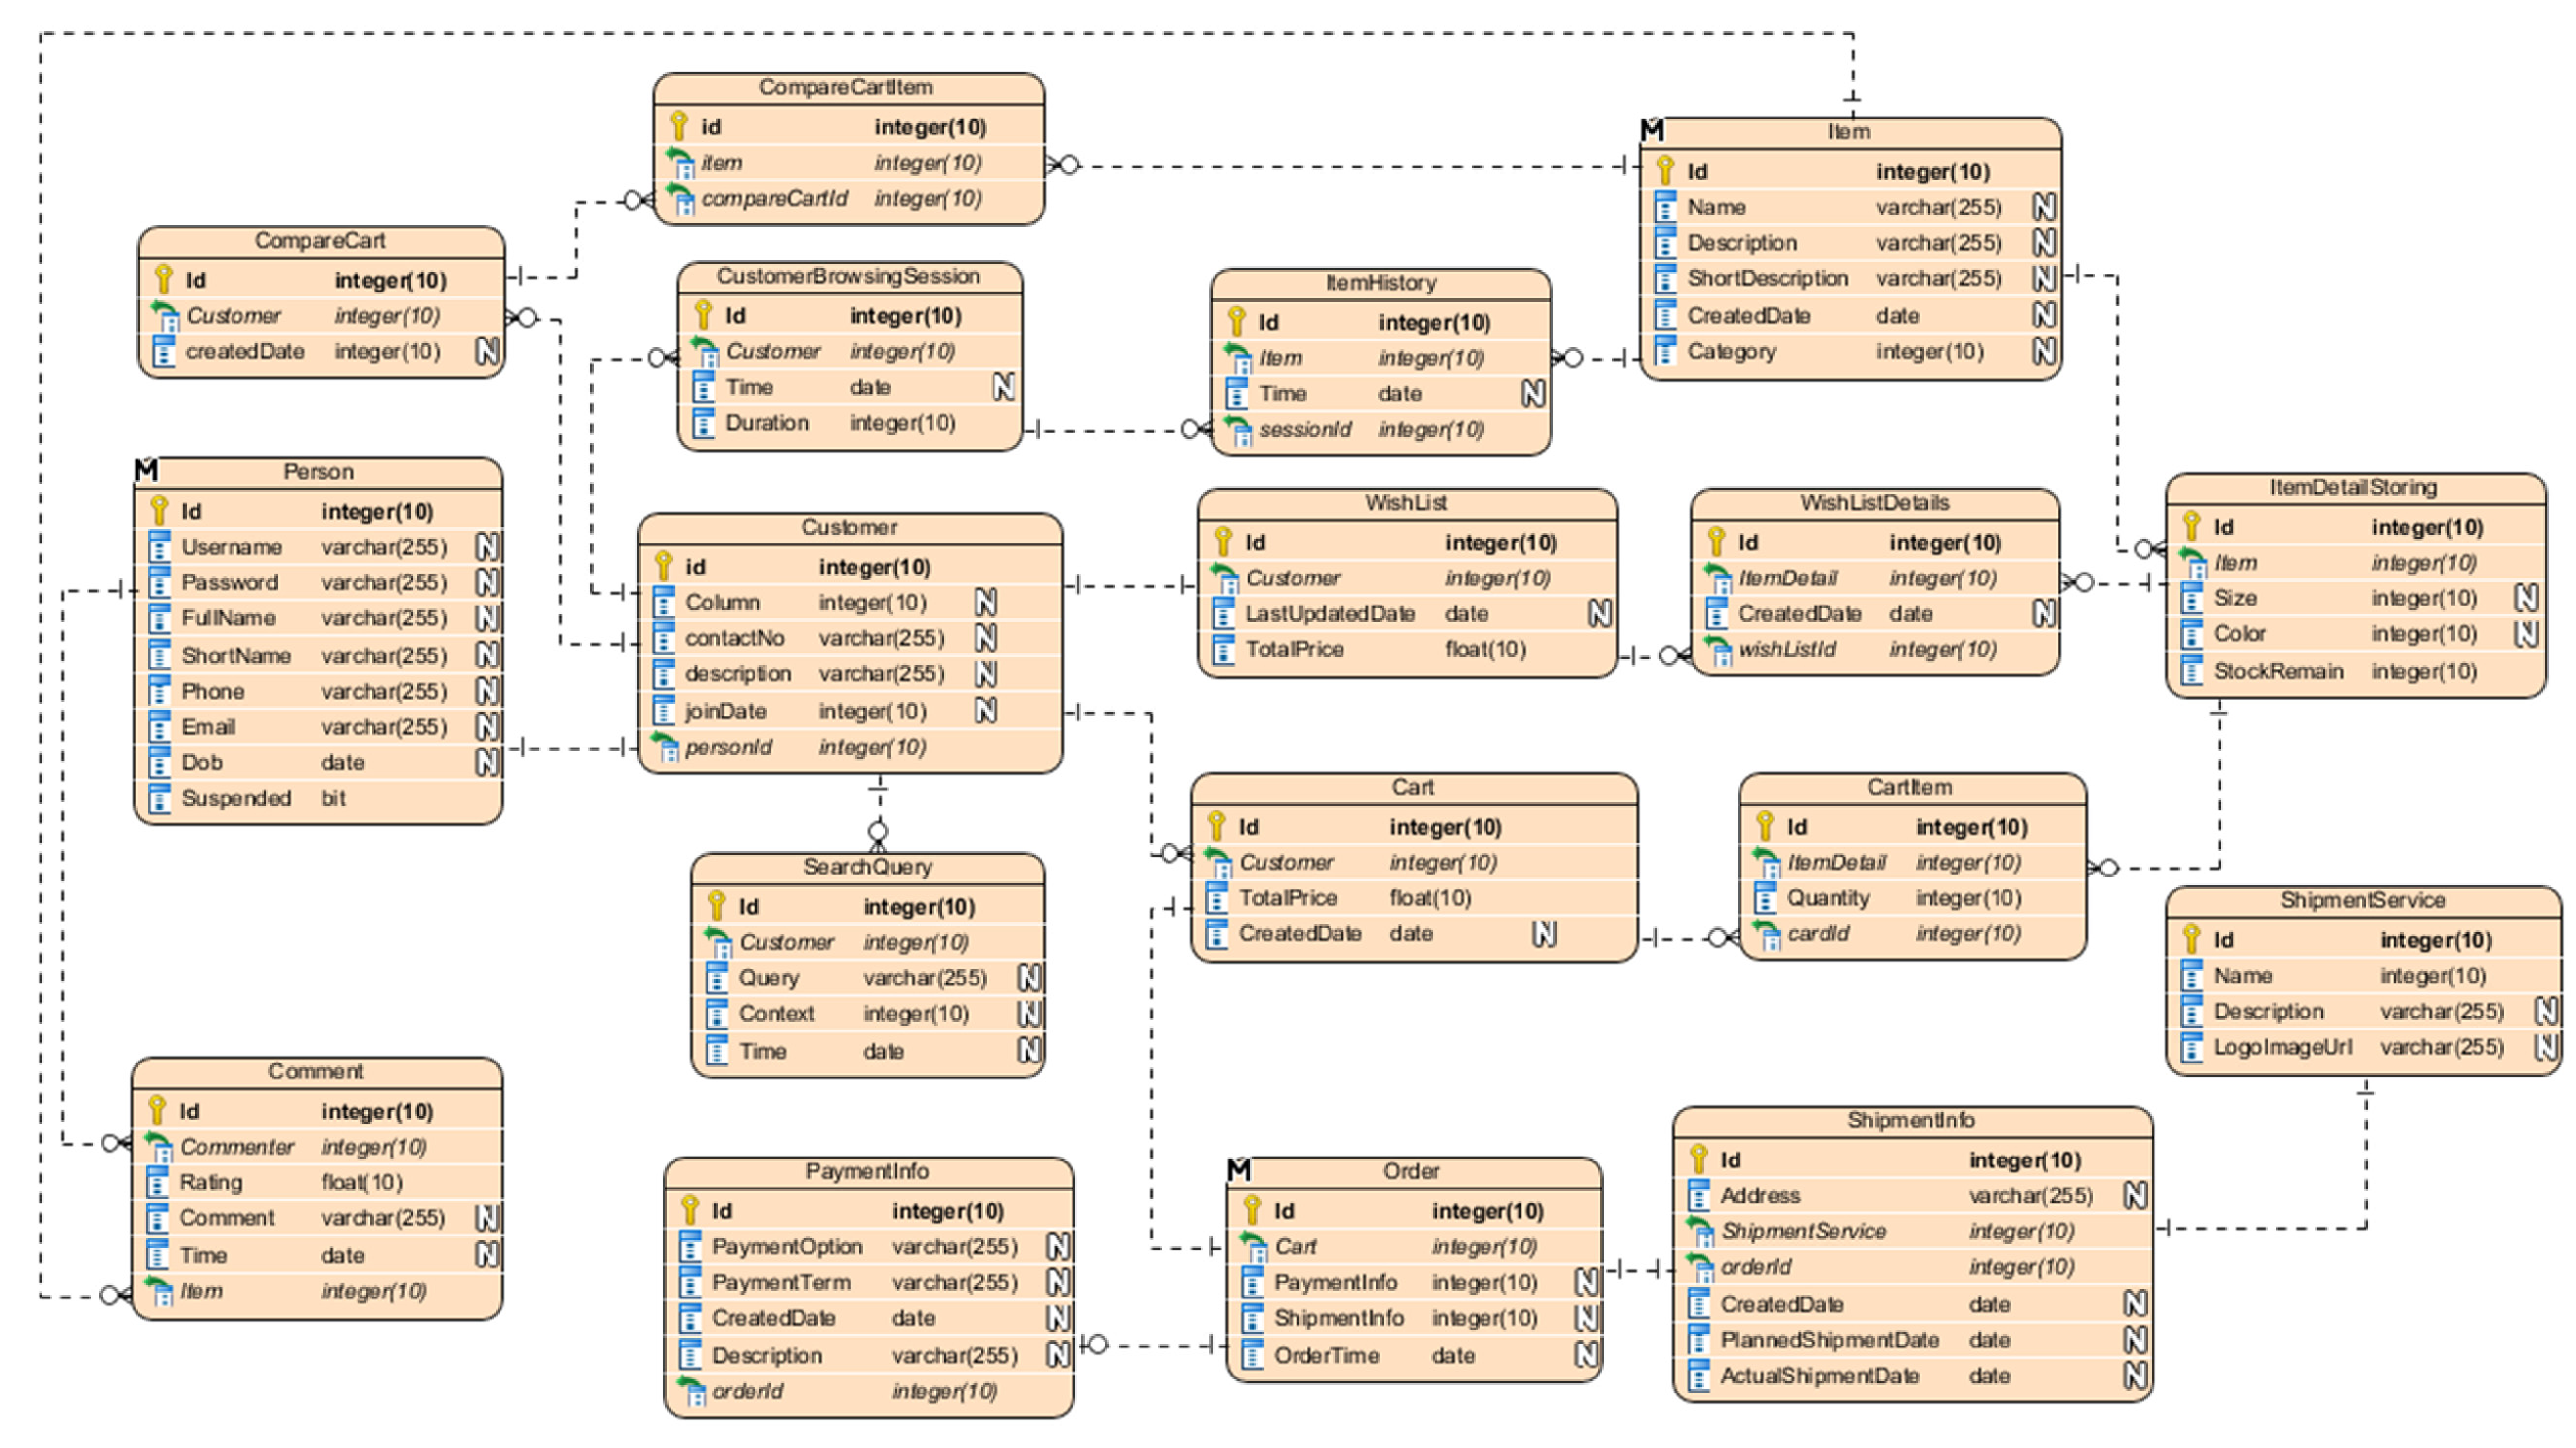 CompareCartItem
id integer(10)
item integer(10)
compareCartId integer(10)
M
Item
Id integer(10)
Name varchar(255) N
Description varchar(255) N
ShortDescription varchar(255) N
CreatedDate date N
Category integer(10) N
CompareCart
Id integer(10)
Customer integer(10)
createdDate integer(10) N
CustomerBrowsingSession
Id integer(10)
Customer integer(10)
Time date N
Duration integer(10)
ItemHistory
Id integer(10)
Item integer(10)
Time date N
sessionId integer(10)
M
Person
Id integer(10)
Username varchar(255) N
Password varchar(255) N
FullName varchar(255) N
ShortName varchar(255) N
Phone varchar(255) N
Email varchar(255) N
Dob date N
Suspended bit
Customer
id integer(10)
Column integer(10) N
contactNo varchar(255) N
description varchar(255) N
joinDate integer(10) N
personId integer(10)
WishList
Id integer(10)
Customer integer(10)
LastUpdatedDate date N
TotalPrice float(10)
WishListDetails
Id integer(10)
ItemDetail integer(10)
CreatedDate date N
wishListId integer(10)
ItemDetailStoring
Id integer(10)
Item integer(10)
Size integer(10) N
Color integer(10) N
StockRemain integer(10)
SearchQuery
Id integer(10)
Customer integer(10)
Query varchar(255) N
Context integer(10) N
Time date N
Cart
Id integer(10)
Customer integer(10)
TotalPrice float(10)
CreatedDate date N
CartItem
Id integer(10)
ItemDetail integer(10)
Quantity integer(10)
cardId integer(10)
ShipmentService
Id integer(10)
Name integer(10)
Description varchar(255) N
LogoImageUrl varchar(255) N
Comment
Id integer(10)
Commenter integer(10)
Rating float(10)
Comment varchar(255) N
Time date N
Item integer(10)
PaymentInfo
Id integer(10)
PaymentOption varchar(255) N
PaymentTerm varchar(255) N
CreatedDate date N
Description varchar(255) N
orderId integer(10)
M
Order
Id integer(10)
Cart integer(10)
PaymentInfo integer(10) N
ShipmentInfo integer(10) N
OrderTime date N
ShipmentInfo
Id integer(10)
Address varchar(255) N
ShipmentService integer(10)
orderId integer(10)
CreatedDate date N
PlannedShipmentDate date N
ActualShipmentDate date N